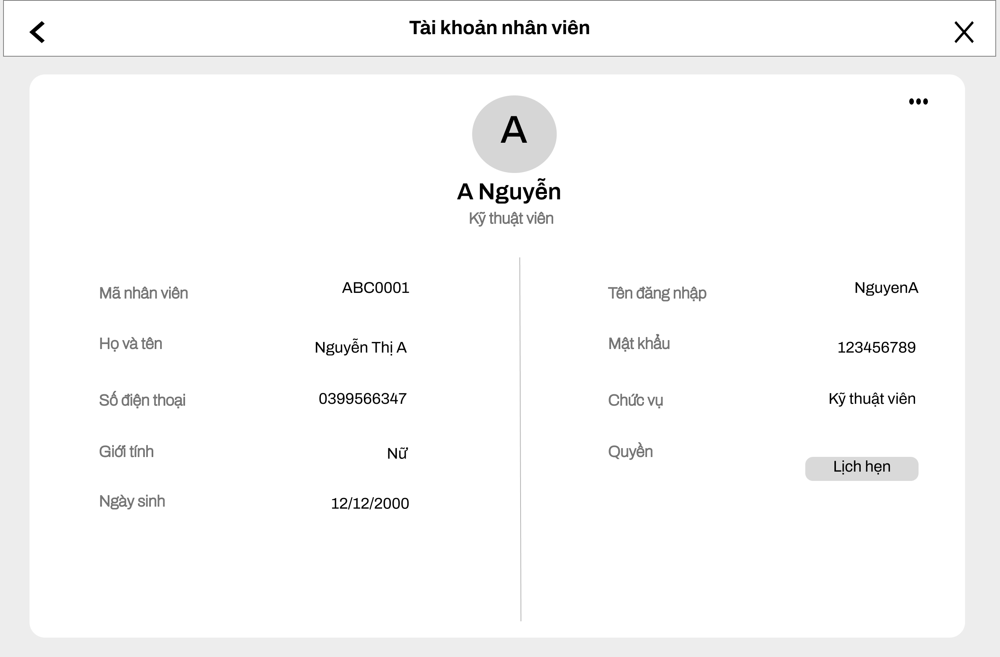 Tài khoản nhân viên
A
A Nguyễn
Kỹ thuật viên
Mã nhân viên
ABC0001
Họ và tên
Nguyễn Thị A
Số điện thoại
0399566347
Giới tính
Nữ
Ngày sinh
12/12/2000
Tên đăng nhập
NguyenA
Mật khẩu
123456789
Chức vụ
Kỹ thuật viên
Quyền
Lịch hẹn